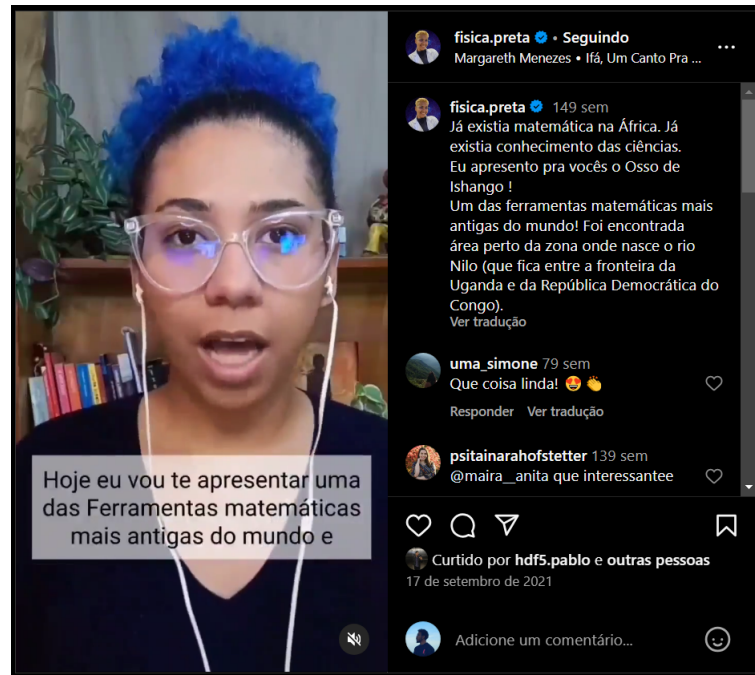 Hoje eu vou te apresentar uma
das Ferramentas matemáticas
mais antigas do mundo e
fisica.preta • Seguindo
Margareth Menezes • Ifá, Um Canto Pra ...
fisica.preta 149 sem
Já existia matemática na África. Já
existia conhecimento das ciências.
Eu apresento pra vocês o Osso de
Ishango !
Um das ferramentas matemáticas mais
antigas do mundo! Foi encontrada
área perto da zona onde nasce o rio
Nilo (que fica entre a fronteira da
Uganda e da República Democrática do
Congo).
Ver tradução
uma_simone 79 sem
Que coisa linda! 😍 👏
Responder Ver tradução
psitainarahofstetter 139 sem
@maira__anita que interessantee
Curtido por hdf5.pablo e outras pessoas
17 de setembro de 2021
Adicione um comentário...